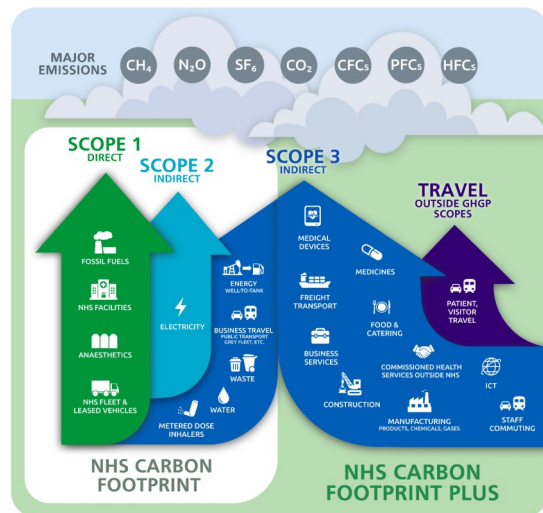 MAJOR
EMISSIONS
CH₄
N₂O
SF₆
CO₂
CFCs
PFCs
HFCs
SCOPE 1
DIRECT
SCOPE 2
INDIRECT
SCOPE 3
INDIRECT
TRAVEL
OUTSIDE GHGP
SCOPES
FOSSIL FUELS
NHS FACILITIES
ANAESTHETICS
NHS FLEET &
LEASED VEHICLES
ELECTRICITY
ENERGY
WELL-TO-TANK
BUSINESS TRAVEL
PUBLIC TRANSPORT
GREY FLEET, ETC.
WASTE
WATER
METERED DOSE
INHALERS
MEDICAL
DEVICES
MEDICINES
FREIGHT
TRANSPORT
FOOD &
CATERING
BUSINESS
SERVICES
COMMISSIONED HEALTH
SERVICES OUTSIDE NHS
CONSTRUCTION
MANUFACTURING
PRODUCTS, CHEMICALS, GASES
PATIENT,
VISITOR
TRAVEL
ICT
STAFF
COMMUTING
NHS CARBON
FOOTPRINT
NHS CARBON
FOOTPRINT PLUS